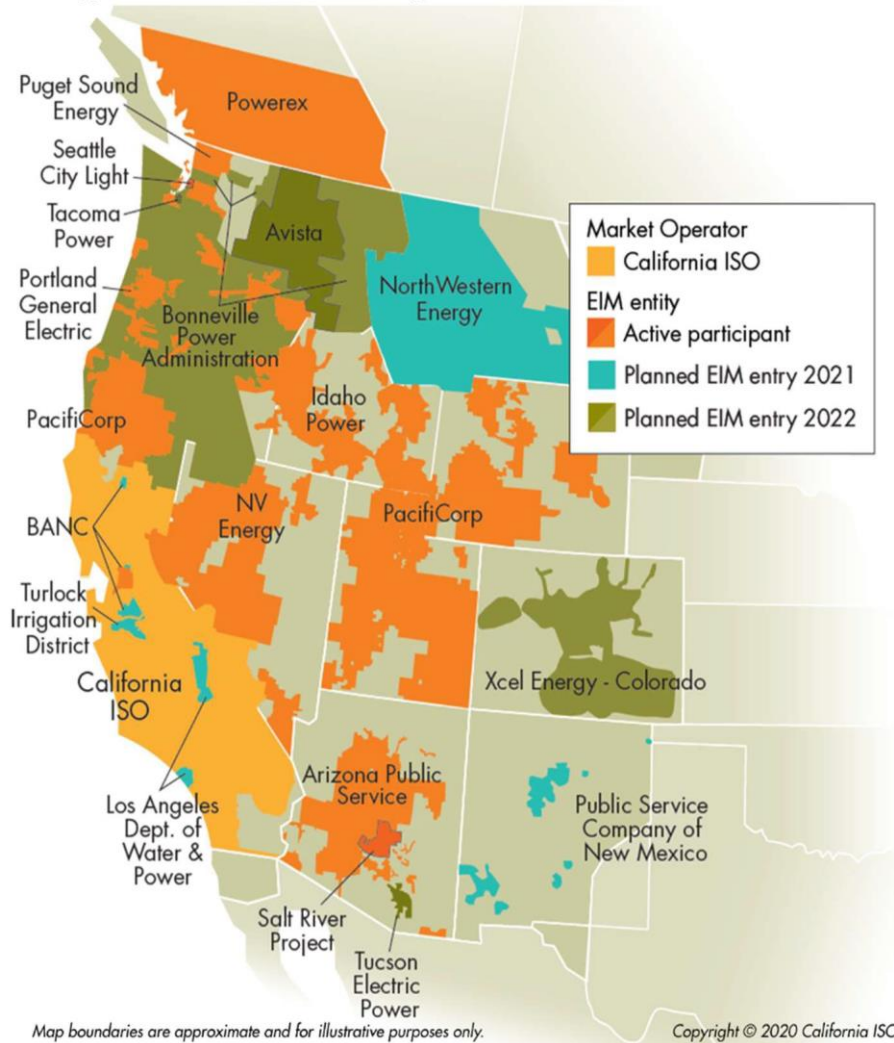 Powerex
Puget Sound
Energy
Seattle
City Light
Tacoma
Power
Avista
Portland
General
Electric
Bonneville
Power
Administration
NorthWestern
Energy
Market Operator
California ISO
EIM entity
Active participant
Planned EIM entry 2021
Planned EIM entry 2022
PacifiCorp
Idaho
Power
BANC
NV
Energy
PacifiCorp
Turlock
Irrigation
District
California
ISO
Xcel Energy - Colorado
Los Angeles
Dept. of
Water &
Power
Arizona Public
Service
Public Service
Company of
New Mexico
Salt River
Project
Tucson
Electric
Power
Map boundaries are approximate and for illustrative purposes only.
Copyright © 2020 California ISO